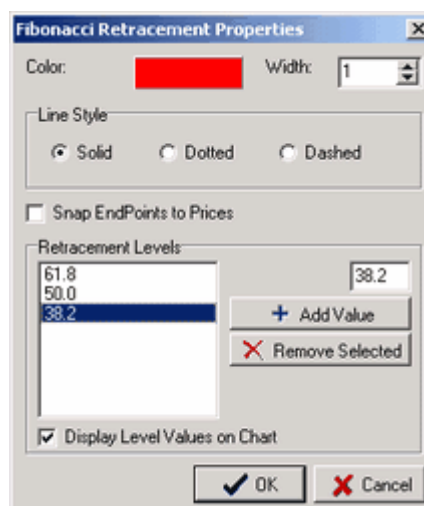 Fibonacci Retracement Properties
Color: Width: 1
Line Style
Solid Dotted Dashed
Snap EndPoints to Prices
Retracement Levels
61.8 38.2
50.0
38.2
Add Value
Remove Selected
Display Level Values on Chart
OK Cancel